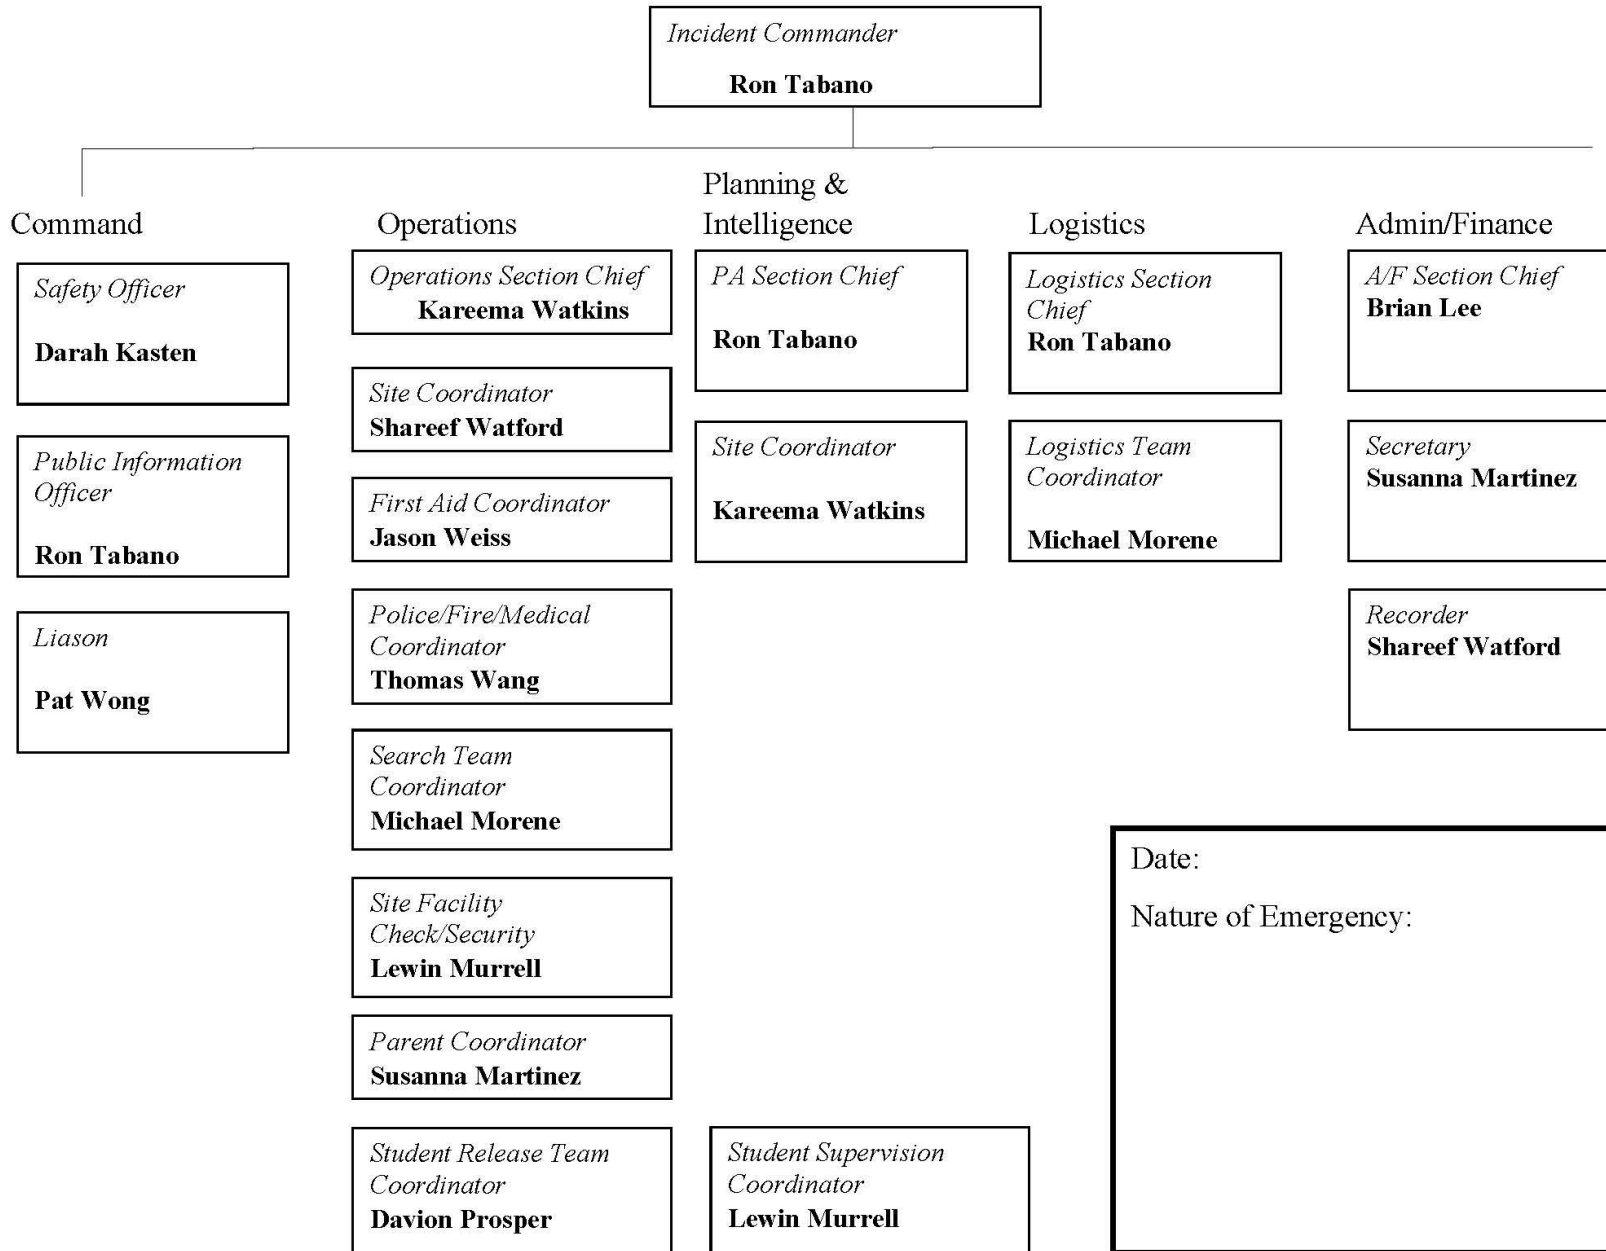 Incident Commander
Ron Tabano
Command
Safety Officer
Darah Kasten
Public Information
Officer
Ron Tabano
Liason
Pat Wong
Operations
Operations Section Chief
Kareema Watkins
Site Coordinator
Shareef Watford
First Aid Coordinator
Jason Weiss
Police/Fire/Medical
Coordinator
Thomas Wang
Search Team
Coordinator
Michael Morene
Site Facility
Check/Security
Lewin Murrell
Parent Coordinator
Susanna Martinez
Student Release Team
Coordinator
Davion Prosper
Planning &
Intelligence
PA Section Chief
Ron Tabano
Site Coordinator
Kareema Watkins
Student Supervision
Coordinator
Lewin Murrell
Logistics
Logistics Section
Chief
Ron Tabano
Logistics Team
Coordinator
Michael Morene
Admin/Finance
A/F Section Chief
Brian Lee
Secretary
Susanna Martinez
Recorder
Shareef Watford
Date:
Nature of Emergency: